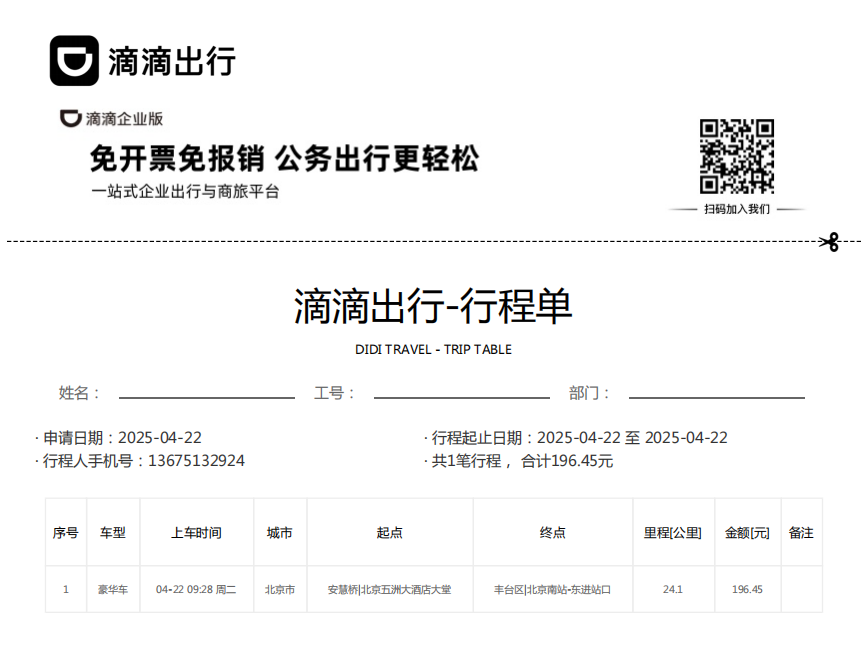 滴滴出行
滴滴企业版
免开票免报销 公务出行更轻松
一站式企业出行与商旅平台
扫码加入我们
滴滴出行-行程单
DIDI TRAVEL - TRIP TABLE
姓名： 工号： 部门：
· 申请日期：2025-04-22 · 行程起止日期：2025-04-22 至 2025-04-22
· 行程人手机号：13675132924 · 共1笔行程， 合计196.45元
序号 车型 上车时间 城市 起点 终点 里程[公里] 金额[元] 备注
1 豪华车 04-22 09:28 周二 北京市 安慧桥|北京五洲大酒店大堂 丰台区|北京南站-东进站口 24.1 196.45